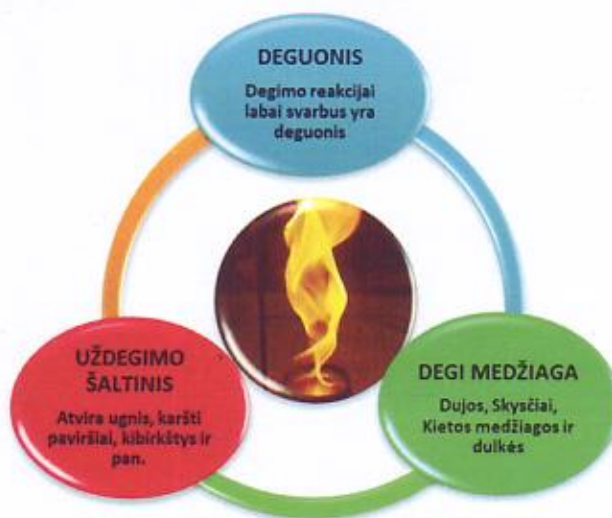 DEGUONIS
Degimo reakcijai
labai svarbus yra
deguonis
UŽDEGIMO
ŠALTINIS
Atvira ugnis, karšti
paviršiai, kibirkštys ir
pan.
DEGI MEDŽIAGA
Dujos, Skysčiai,
Kietos medžiagos ir
dulkės